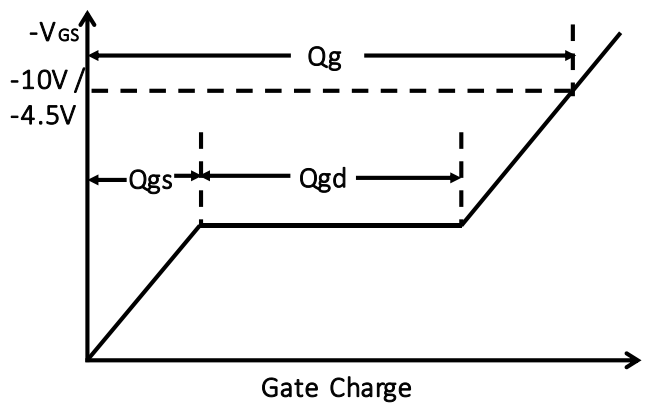 -VGS
Qg
-10V /
-4.5V
Qgs
Qgd
Gate Charge